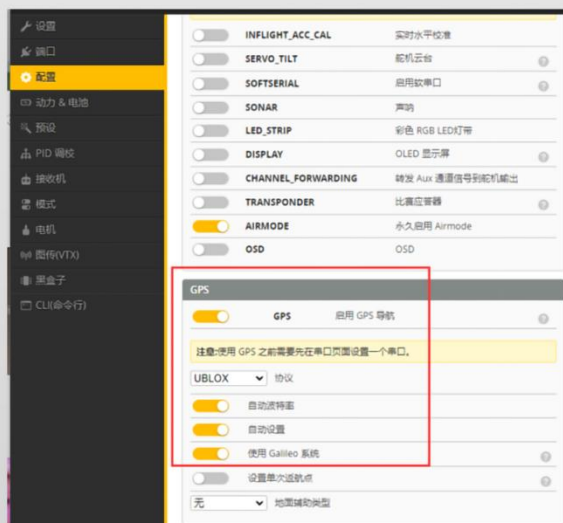 设置
端口
配置
动力 & 电池
预设
PID 调校
接收机
模式
电机
图传(VTX)
黑盒子
CLI(命令行)
INFLIGHT_ACC_CAL 实时水平校准
SERVO_TILT 舵机云台
SOFTSERIAL 启用软串口
SONAR 声呐
LED_STRIP 彩色 RGB LED灯带
DISPLAY OLED 显示屏
CHANNEL_FORWARDING 转发 Aux 通道信号到舵机输出
TRANSPONDER 比赛应答器
AIRMODE 永久启用 Airmode
OSD OSD
GPS
GPS 启用 GPS 导航
注意:使用 GPS 之前需要先在串口页面设置一个串口。
UBLOX 协议
自动波特率
自动设置
使用 Galileo 系统
设置单次返航点
无 地面辅助类型